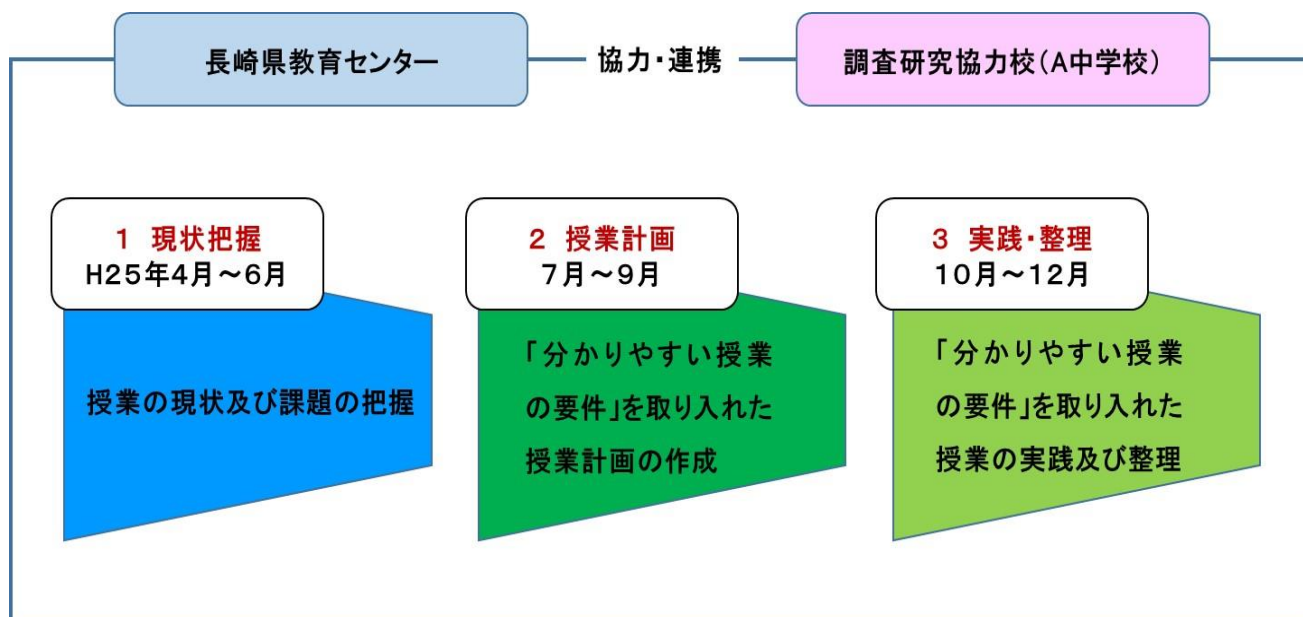 長崎県教育センター
協力・連携
調査研究協力校(A中学校)
1 現状把握
H25年4月~6月
授業の現状及び課題の把握
2 授業計画
7月~9月
「分かりやすい授業
の要件」を取り入れた
授業計画の作成
3 実践・整理
10月~12月
「分かりやすい授業
の要件」を取り入れた
授業の実践及び整理